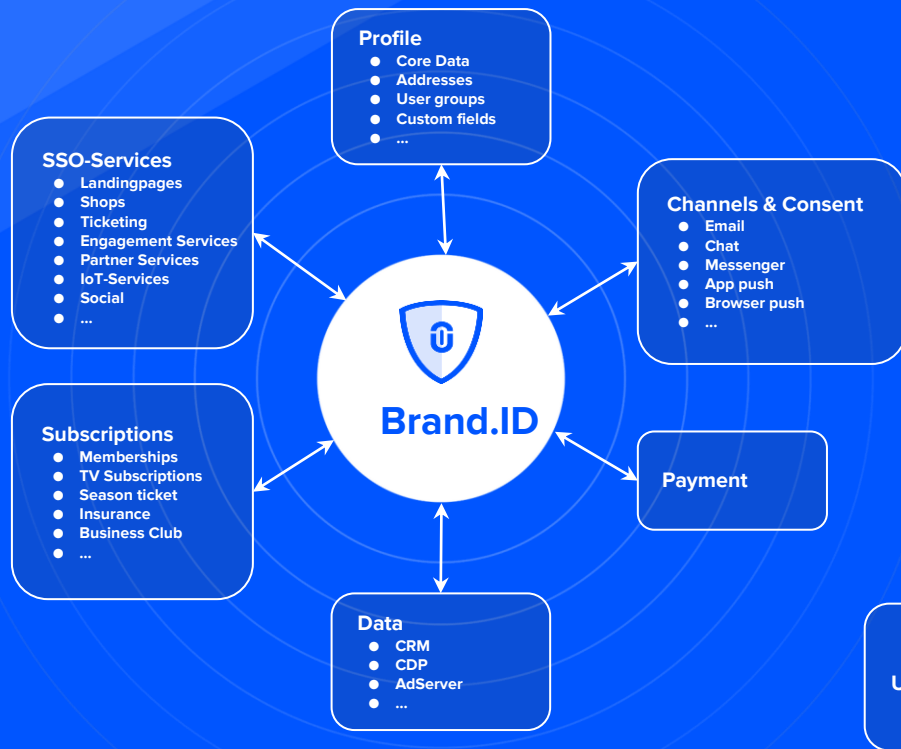 Profile
● Core Data
● Addresses
● User groups
● Custom fields
● ...
SSO-Services
● Landingpages
● Shops
● Ticketing
● Engagement Services
● Partner Services
● IoT-Services
● Social
● ...
Channels & Consent
● Email
● Chat
● Messenger
● App push
● Browser push
● ...
Brand.ID
Subscriptions
● Memberships
● TV Subscriptions
● Season ticket
● Insurance
● Business Club
● ...
Payment
Data
● CRM
● CDP
● AdServer
● ...